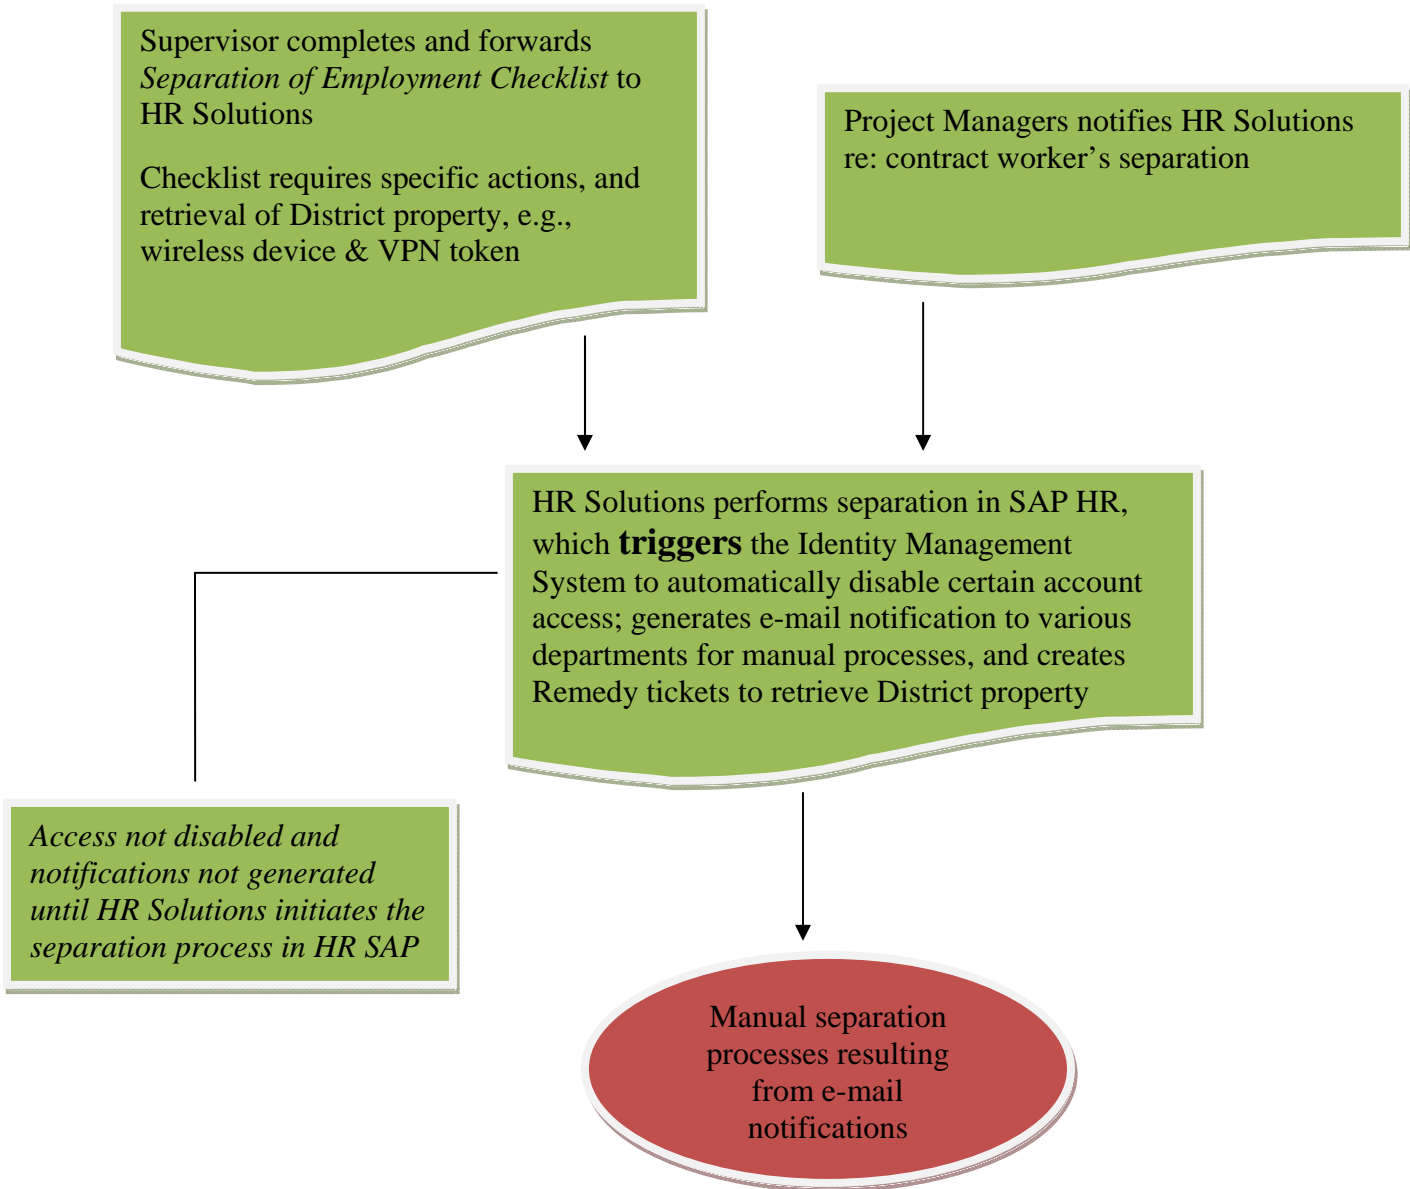 Supervisor completes and forwards
Separation of Employment Checklist to
HR Solutions
Checklist requires specific actions, and
retrieval of District property, e.g.,
wireless device & VPN token
Project Managers notifies HR Solutions
re: contract worker’s separation
HR Solutions performs separation in SAP HR,
which triggers the Identity Management
System to automatically disable certain account
access; generates e-mail notification to various
departments for manual processes, and creates
Remedy tickets to retrieve District property
Access not disabled and
notifications not generated
until HR Solutions initiates the
separation process in HR SAP
Manual separation
processes resulting
from e-mail
notifications